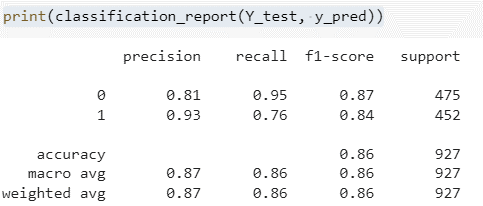 print(classification_report(Y_test, y_pred))
precision recall f1-score support
0 0.81 0.95 0.87 475
1 0.93 0.76 0.84 452
accuracy 0.86 927
macro avg 0.87 0.86 0.86 927
weighted avg 0.87 0.86 0.86 927